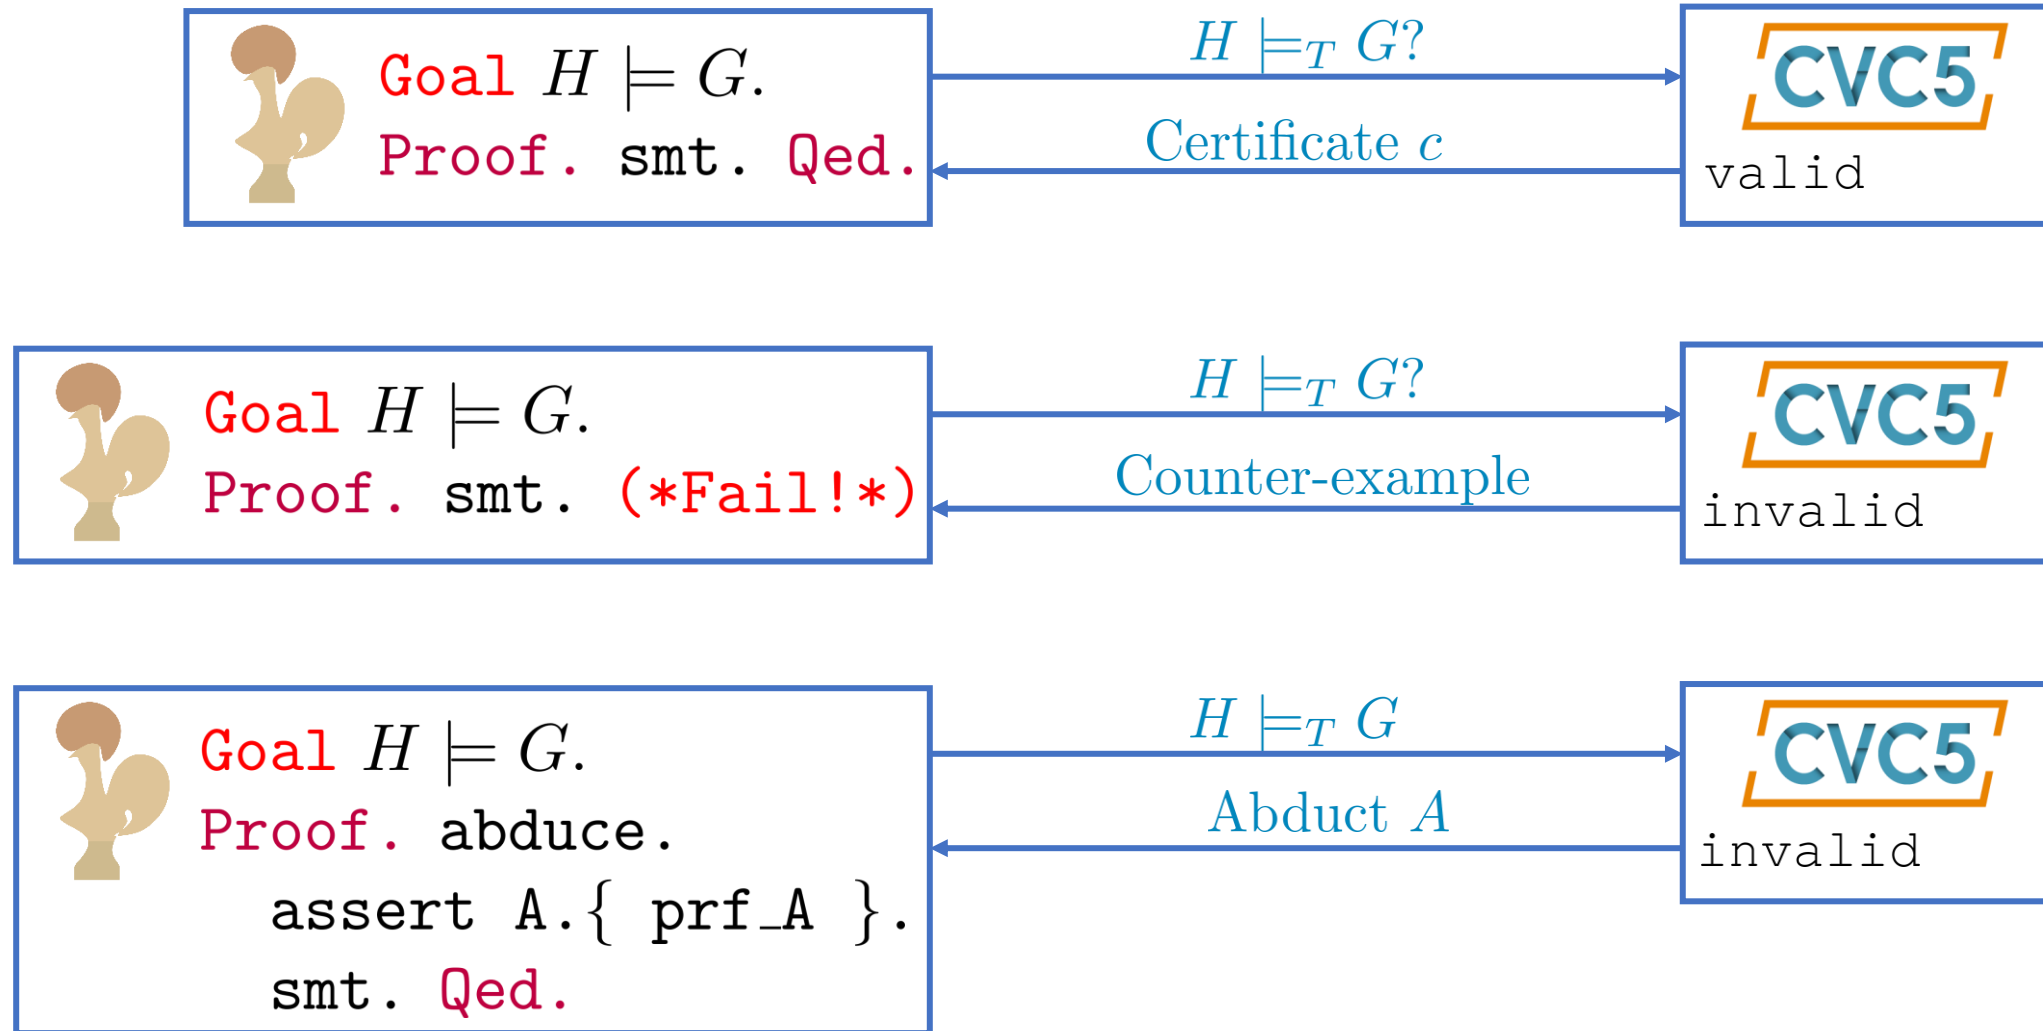 Goal H ⊨ G.
Proof. smt. Qed.
H ⊨_T G?
Certificate c
CVC5
valid
Goal H ⊨ G.
Proof. smt. (*Fail!*)
H ⊨_T G?
Counter-example
CVC5
invalid
Goal H ⊨ G.
Proof. abduce.
assert A.{ prf_A }.
smt. Qed.
H ⊨_T G
Abduct A
CVC5
invalid